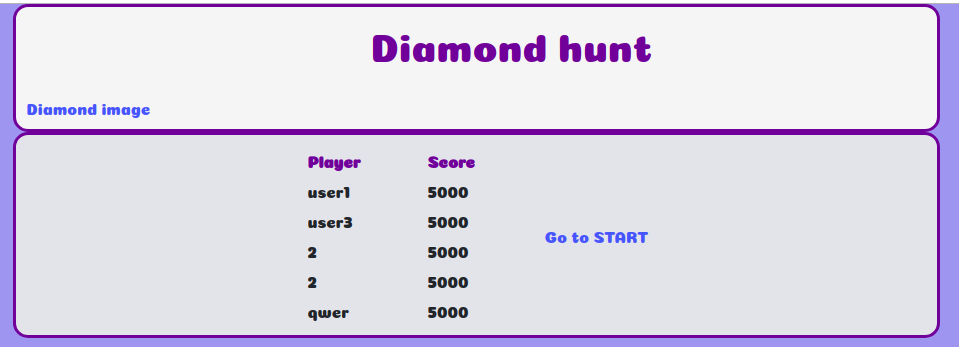 Diamond hunt
Diamond image
Player Score
user1 5000
user3 5000
Go to START
2 5000
2 5000
qwer 5000